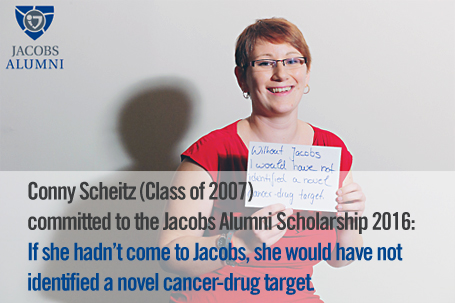 JACOBS
ALUMNI
Without Jacobs
I would have not
identified a novel
cancer-drug target
Conny Scheitz (Class of 2007)
committed to the Jacobs Alumni Scholarship 2016:
If she hadn't come to Jacobs, she would have not
identified a novel cancer-drug target.